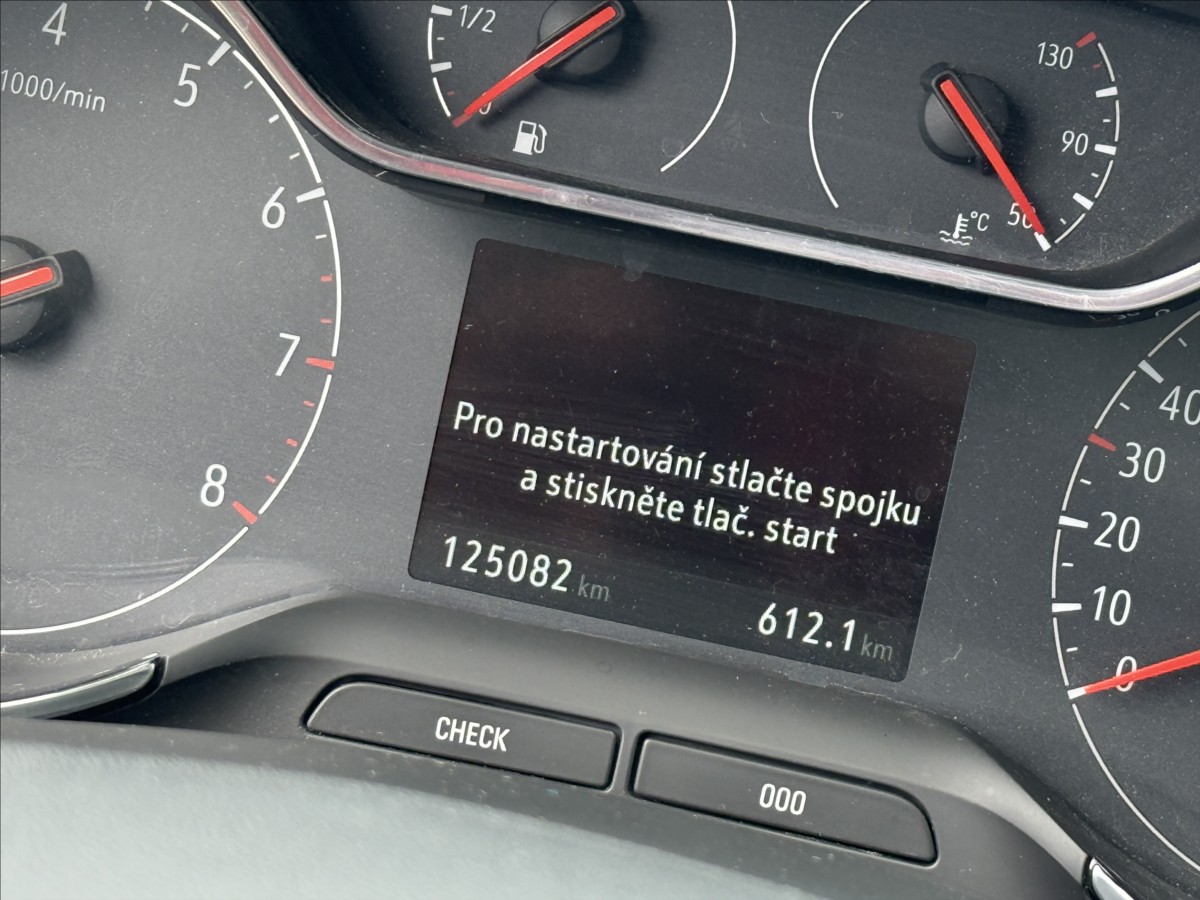 4
5
1000/min
6
7
8
1/2
0
130
90
50
°C
Pro nastartování stlačte spojku
a stiskněte tlač. start
125082 km
612.1 km
40
30
20
10
0
CHECK
000